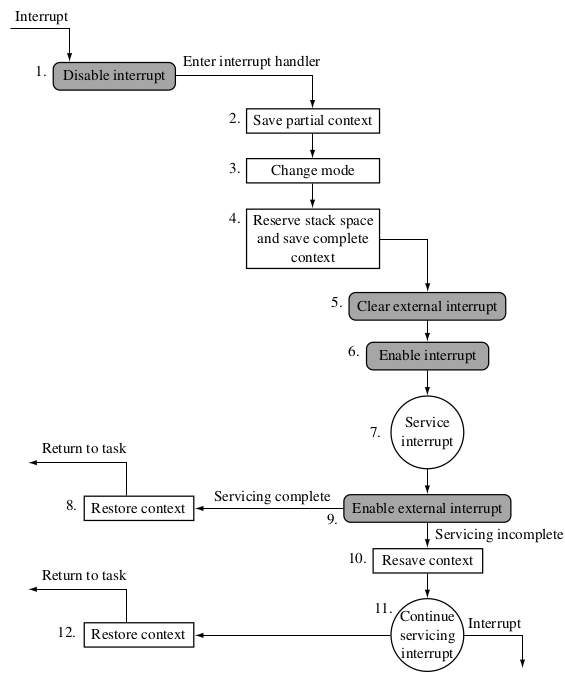 Interrupt
1. Disable interrupt
Enter interrupt handler
2. Save partial context
3. Change mode
4. Reserve stack space
and save complete
context
5. Clear external interrupt
6. Enable interrupt
7. Service
interrupt
Return to task
8. Restore context
Servicing complete
9. Enable external interrupt
Servicing incomplete
10. Resave context
Return to task
12. Restore context
11. Continue
servicing
interrupt
Interrupt